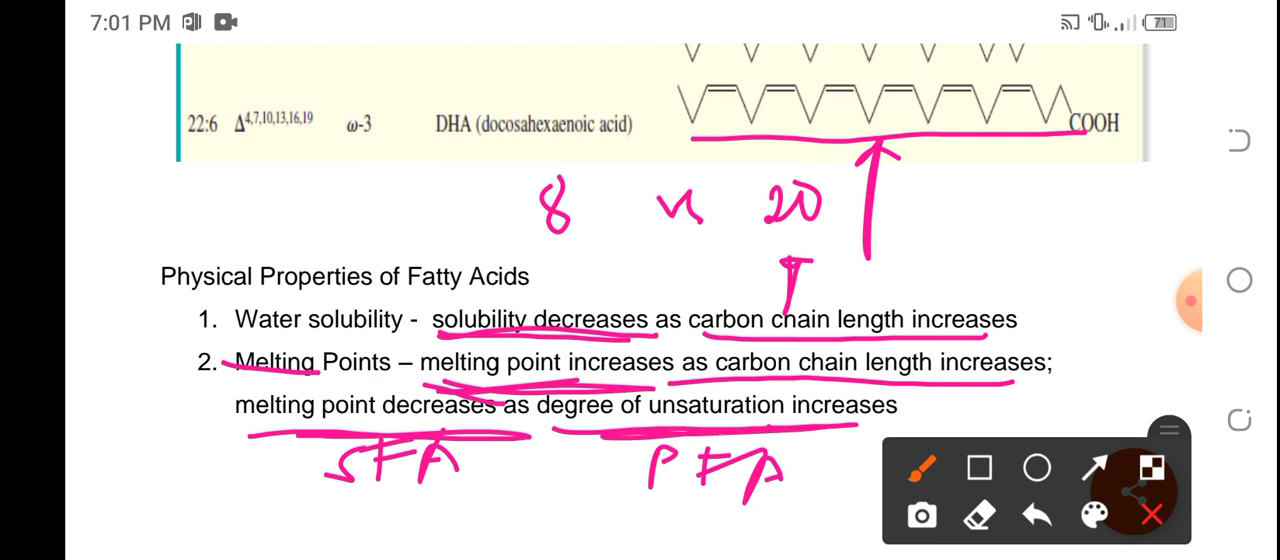 7:01 PM 71
22:6 Δ4,7,10,13,16,19 ω-3 DHA (docosahexaenoic acid) COOH
8 vs 20
Physical Properties of Fatty Acids
1. Water solubility - solubility decreases as carbon chain length increases
2. Melting Points – melting point increases as carbon chain length increases;
melting point decreases as degree of unsaturation increases
SFA PFA